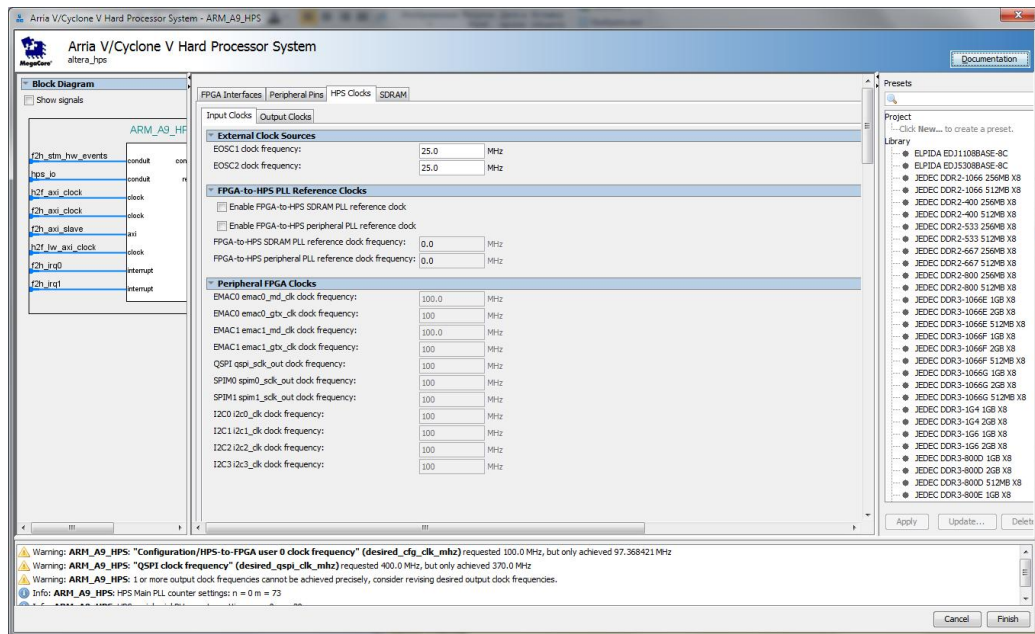 Arria V/Cyclone V Hard Processor System - ARM_A9_HPS
Arria V/Cyclone V Hard Processor System
altera_hps
MegaCore
Documentation
Block Diagram
Show signals
ARM_A9_HP
f2h_stm_hw_events
conduit
con
hps_io
conduit
re
h2f_axi_clock
clock
f2h_axi_clock
clock
f2h_axi_slave
axi
h2f_lw_axi_clock
clock
f2h_irq0
interrupt
f2h_irq1
interrupt
FPGA Interfaces Peripheral Pins HPS Clocks SDRAM
Input Clocks Output Clocks
External Clock Sources
EOSC1 clock frequency: 25.0 MHz
EOSC2 clock frequency: 25.0 MHz
FPGA-to-HPS PLL Reference Clocks
Enable FPGA-to-HPS SDRAM PLL reference clock
Enable FPGA-to-HPS peripheral PLL reference clock
FPGA-to-HPS SDRAM PLL reference clock frequency: 0.0 MHz
FPGA-to-HPS peripheral PLL reference clock frequency: 0.0 MHz
Peripheral FPGA Clocks
EMAC0 emac0_md_clk clock frequency: 100.0 MHz
EMAC0 emac0_gtx_clk clock frequency: 100 MHz
EMAC1 emac1_md_clk clock frequency: 100.0 MHz
EMAC1 emac1_gtx_clk clock frequency: 100 MHz
QSPI qspi_sclk_out clock frequency: 100 MHz
SPIM0 spim0_sclk_out clock frequency: 100 MHz
SPIM1 spim1_sclk_out clock frequency: 100 MHz
I2C0 i2c0_clk clock frequency: 100 MHz
I2C1 i2c1_clk clock frequency: 100 MHz
I2C2 i2c2_clk clock frequency: 100 MHz
I2C3 i2c3_clk clock frequency: 100 MHz
Presets
Project
Click New... to create a preset.
Library
ELPIDA EDJ1108BASE-8C
ELPIDA EDJ5308BASE-8C
JEDEC DDR2-1066 256MB X8
JEDEC DDR2-1066 512MB X8
JEDEC DDR2-400 256MB X8
JEDEC DDR2-400 512MB X8
JEDEC DDR2-533 256MB X8
JEDEC DDR2-533 512MB X8
JEDEC DDR2-667 256MB X8
JEDEC DDR2-667 512MB X8
JEDEC DDR2-800 256MB X8
JEDEC DDR2-800 512MB X8
JEDEC DDR3-1066E 1GB X8
JEDEC DDR3-1066E 2GB X8
JEDEC DDR3-1066E 512MB X8
JEDEC DDR3-1066F 1GB X8
JEDEC DDR3-1066F 2GB X8
JEDEC DDR3-1066F 512MB X8
JEDEC DDR3-1066G 1GB X8
JEDEC DDR3-1066G 2GB X8
JEDEC DDR3-1066G 512MB X8
JEDEC DDR3-1G4 1GB X8
JEDEC DDR3-1G4 2GB X8
JEDEC DDR3-1G6 1GB X8
JEDEC DDR3-1G6 2GB X8
JEDEC DDR3-800D 1GB X8
JEDEC DDR3-800D 2GB X8
JEDEC DDR3-800D 512MB X8
JEDEC DDR3-800E 1GB X8
Apply Update... Delet
Warning: ARM_A9_HPS: "Configuration/HPS-to-FPGA user 0 clock frequency" (desired_cfg_clk_mhz) requested 100.0 MHz, but only achieved 97.368421 MHz
Warning: ARM_A9_HPS: "QSPI clock frequency" (desired_qspi_clk_mhz) requested 400.0 MHz, but only achieved 370.0 MHz
Warning: ARM_A9_HPS: 1 or more output clock frequencies cannot be achieved precisely, consider revising desired output clock frequencies.
Info: ARM_A9_HPS: HPS Main PLL counter settings: n = 0 m = 73
Cancel Finish